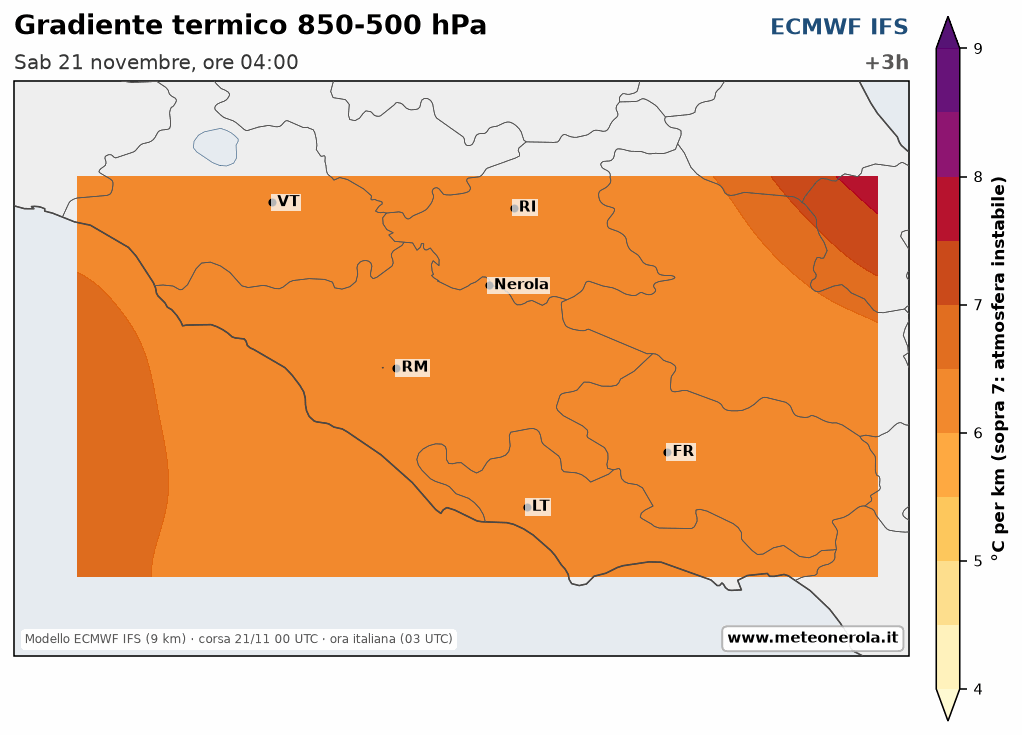 Gradiente termico 850-500 hPa
ECMWF IFS
Sab 21 novembre, ore 04:00
+3h
VT
RI
Nerola
RM
FR
LT
9
8
7
6
5
4
°C per km (sopra 7: atmosfera instabile)
Modello ECMWF IFS (9 km) · corsa 21/11 00 UTC · ora italiana (03 UTC)
www.meteonerola.it